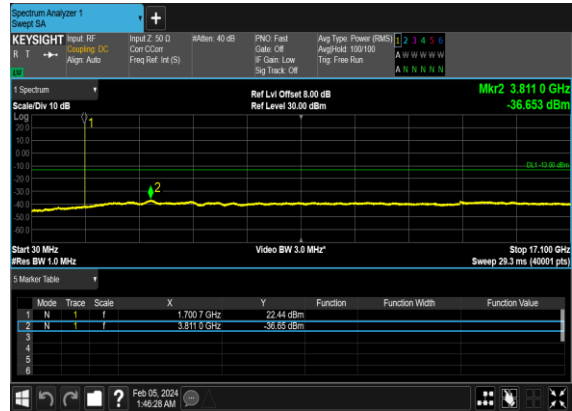 Spectrum Analyzer 1
Swept SA
KEYSIGHT
R T
LW
Input: RF
Coupling: DC
Align: Auto
Input Z: 50 Ω
Corr CCorr
Freq Ref: Int (S)
#Atten: 40 dB
PNO: Fast
Gate: Off
IF Gain: Low
Sig Track: Off
Avg Type: Power (RMS)
Avg|Hold: 100/100
Trig: Free Run
1 2 3 4 5 6
A W W W W W
A N N N N N
1 Spectrum
Scale/Div 10 dB
Ref Lvl Offset 8.00 dB
Ref Level 30.00 dBm
Mkr2 3.811 0 GHz
-36.653 dBm
Log
20.0
10.0
0.00
-10.0
-20.0
-30.0
-40.0
-50.0
-60.0
1
2
DL1 -13.00 dBm
Start 30 MHz
#Res BW 1.0 MHz
Video BW 3.0 MHz*
Stop 17.100 GHz
Sweep 29.3 ms (40001 pts)
5 Marker Table
Mode Trace Scale X Y Function Function Width Function Value
1 N 1 f 1.700 7 GHz 22.44 dBm
2 N 1 f 3.811 0 GHz -36.65 dBm
3
4
5
6
Feb 05, 2024
1:46:28 AM